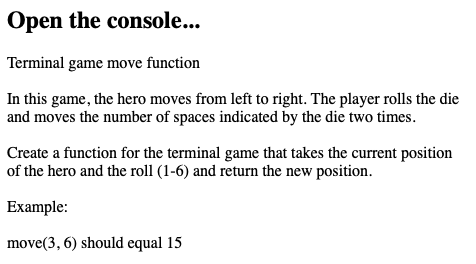 Open the console...
Terminal game move function
In this game, the hero moves from left to right. The player rolls the die
and moves the number of spaces indicated by the die two times.
Create a function for the terminal game that takes the current position
of the hero and the roll (1-6) and return the new position.
Example:
move(3, 6) should equal 15